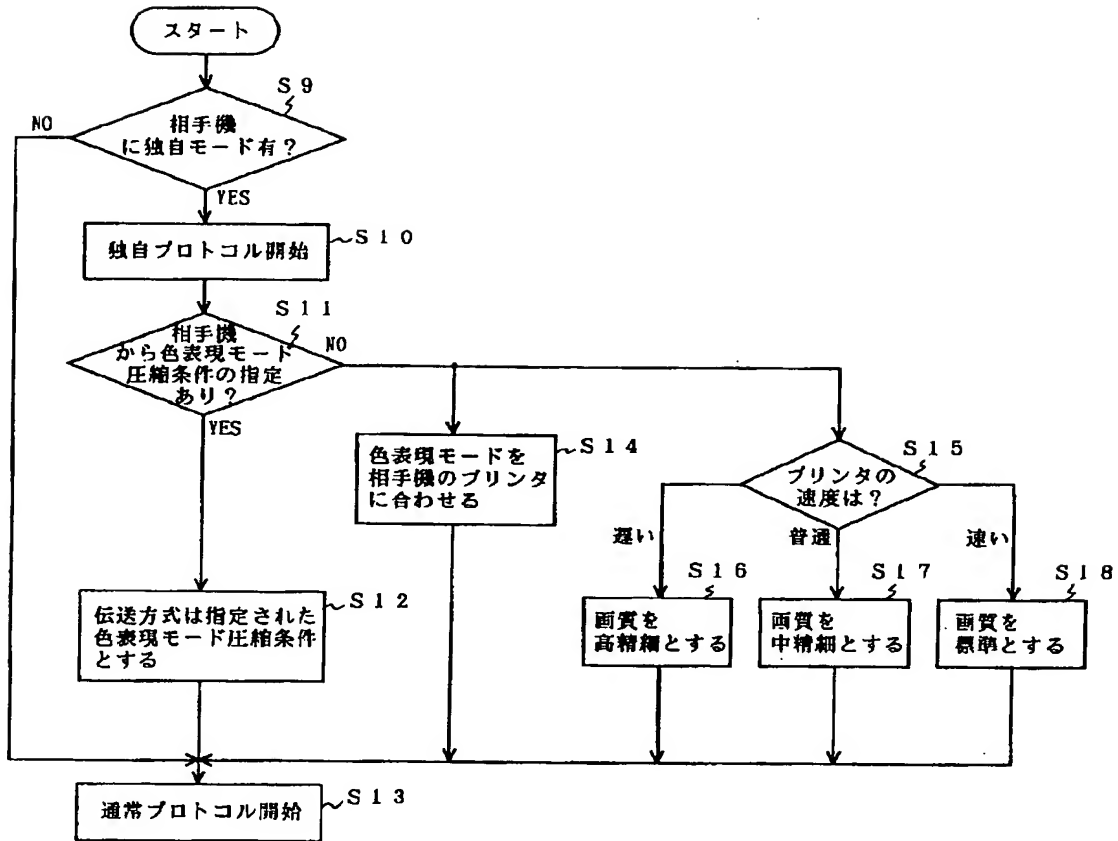 スタート
S9
相手機
に独自モード有?
NO
YES
独自プロトコル開始
S10
S11
相手機
から色表現モード
圧縮条件の指定
あり?
NO
YES
色表現モードを
相手機のプリンタ
に合わせる
S14
S15
プリンタの
速度は?
遅い
普通
速い
伝送方式は指定された
色表現モード圧縮条件
とする
S12
S16
画質を
高精細とする
S17
画質を
中精細とする
S18
画質を
標準とする
通常プロトコル開始
S13